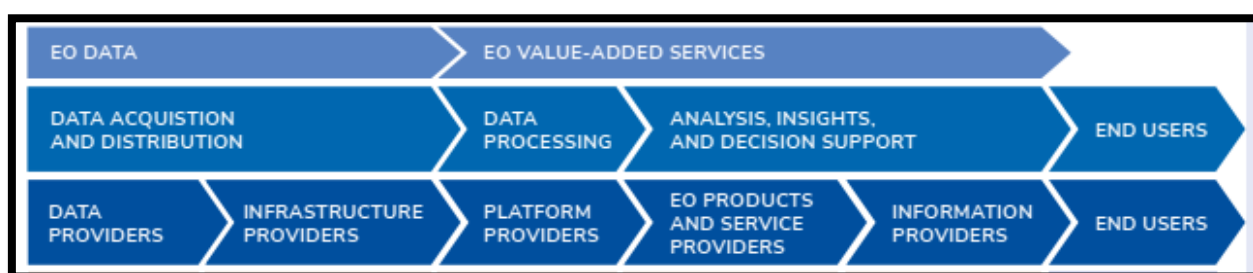 EO DATA
EO VALUE-ADDED SERVICES
DATA ACQUISTION
AND DISTRIBUTION
DATA
PROCESSING
ANALYSIS, INSIGHTS,
AND DECISION SUPPORT
END USERS
DATA
PROVIDERS
INFRASTRUCTURE
PROVIDERS
PLATFORM
PROVIDERS
EO PRODUCTS
AND SERVICE
PROVIDERS
INFORMATION
PROVIDERS
END USERS